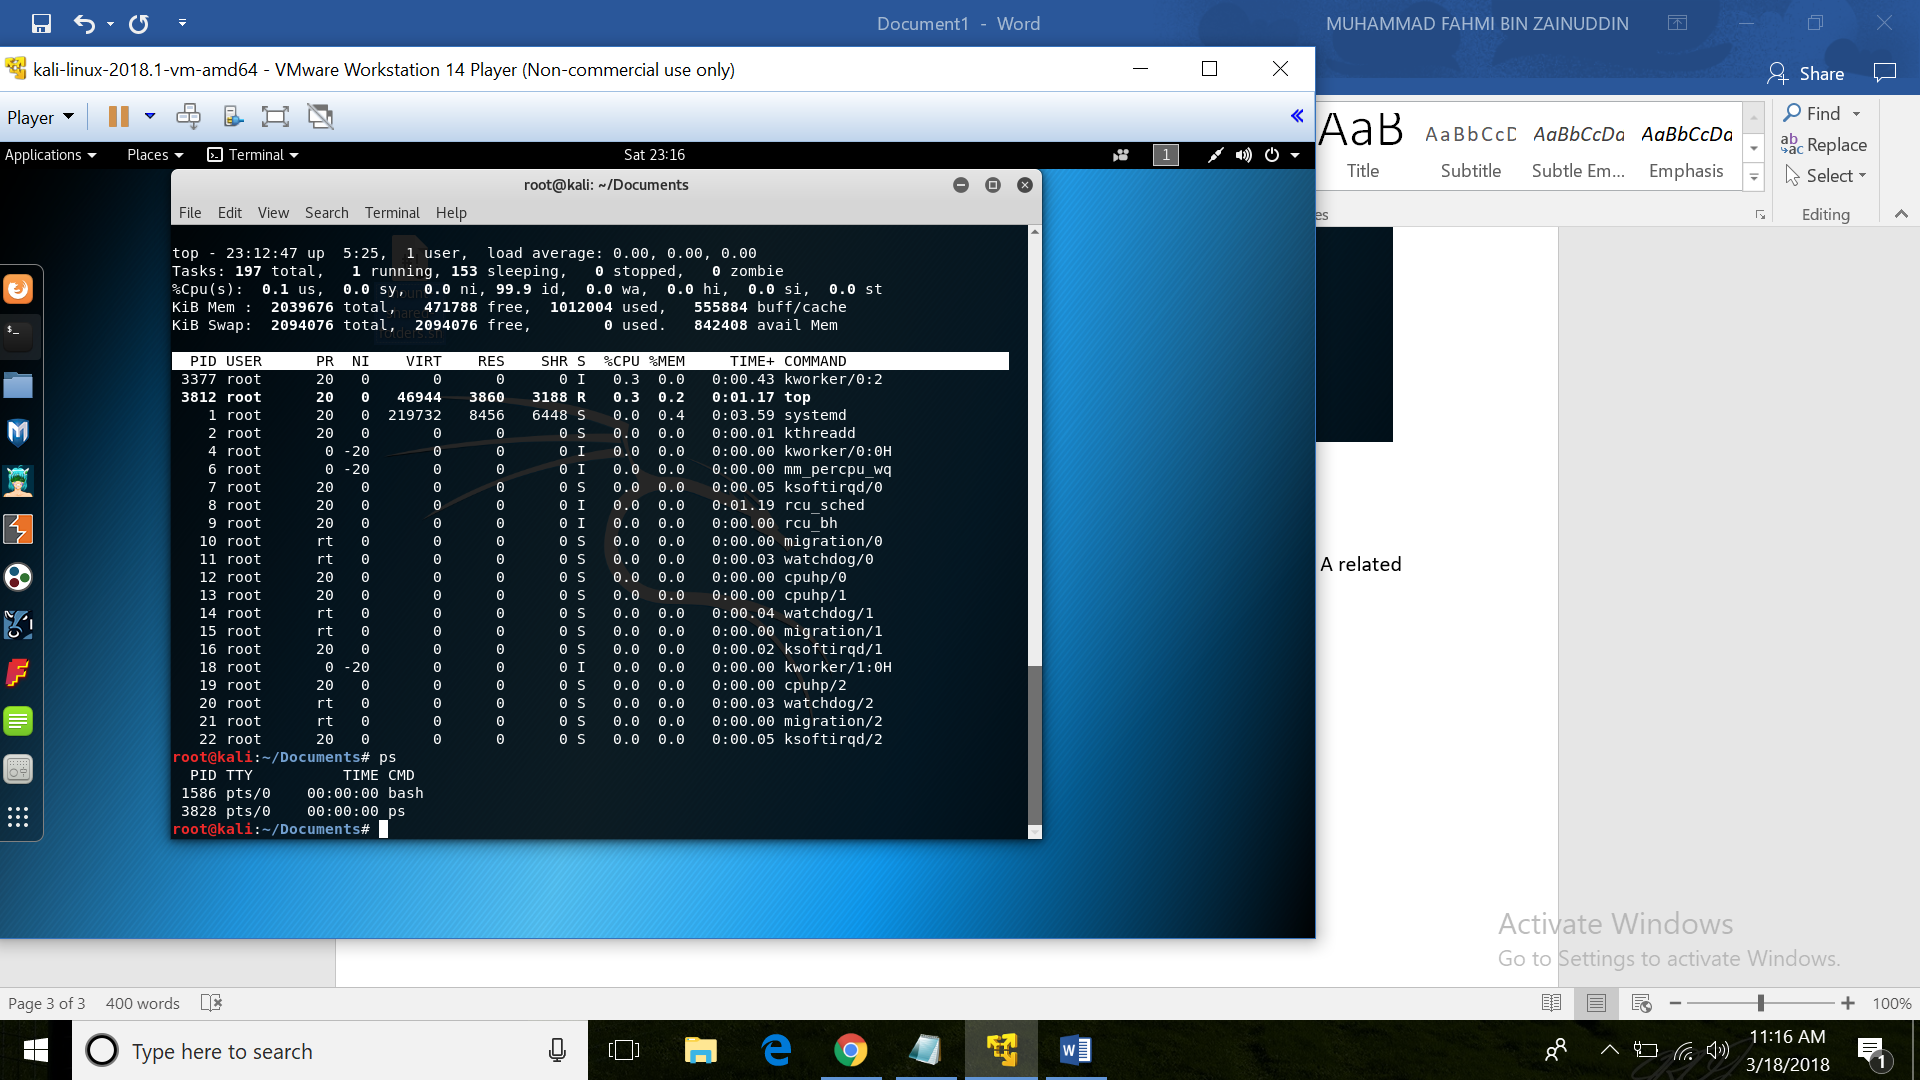 Document1 - Word
MUHAMMAD FAHMI BIN ZAINUDDIN
kali-linux-2018.1-vm-amd64 - VMware Workstation 14 Player (Non-commercial use only)
Share
Player
AaB AaBbCcD AaBbCcDa AaBbCcDa
Title Subtitle Subtle Em... Emphasis
Find
Replace
Select
es
Editing
Applications Places Terminal Sat 23:16 1
root@kali: ~/Documents
File Edit View Search Terminal Help
top - 23:12:47 up  5:25,  1 user,  load average: 0.00, 0.00, 0.00
Tasks: 197 total,   1 running, 153 sleeping,   0 stopped,   0 zombie
%Cpu(s):  0.1 us,  0.0 sy,  0.0 ni, 99.9 id,  0.0 wa,  0.0 hi,  0.0 si,  0.0 st
KiB Mem :  2039676 total,   471788 free,  1012004 used,   555884 buff/cache
KiB Swap:  2094076 total,  2094076 free,        0 used.   842408 avail Mem
PID USER      PR  NI    VIRT    RES    SHR S  %CPU %MEM     TIME+ COMMAND
3377 root      20   0       0      0      0 I   0.3  0.0   0:00.43 kworker/0:2
3812 root      20   0   46944   3860   3188 R   0.3  0.2   0:01.17 top
1 root      20   0  219732   8456   6448 S   0.0  0.4   0:03.59 systemd
2 root      20   0       0      0      0 S   0.0  0.0   0:00.01 kthreadd
4 root       0 -20       0      0      0 I   0.0  0.0   0:00.00 kworker/0:0H
6 root       0 -20       0      0      0 I   0.0  0.0   0:00.00 mm_percpu_wq
7 root      20   0       0      0      0 S   0.0  0.0   0:00.05 ksoftirqd/0
8 root      20   0       0      0      0 I   0.0  0.0   0:01.19 rcu_sched
9 root      20   0       0      0      0 I   0.0  0.0   0:00.00 rcu_bh
10 root      rt   0       0      0      0 S   0.0  0.0   0:00.00 migration/0
11 root      rt   0       0      0      0 S   0.0  0.0   0:00.03 watchdog/0
12 root      20   0       0      0      0 S   0.0  0.0   0:00.00 cpuhp/0
13 root      20   0       0      0      0 S   0.0  0.0   0:00.00 cpuhp/1
14 root      rt   0       0      0      0 S   0.0  0.0   0:00.04 watchdog/1
15 root      rt   0       0      0      0 S   0.0  0.0   0:00.00 migration/1
16 root      20   0       0      0      0 S   0.0  0.0   0:00.02 ksoftirqd/1
18 root       0 -20       0      0      0 I   0.0  0.0   0:00.00 kworker/1:0H
19 root      20   0       0      0      0 S   0.0  0.0   0:00.00 cpuhp/2
20 root      rt   0       0      0      0 S   0.0  0.0   0:00.03 watchdog/2
21 root      rt   0       0      0      0 S   0.0  0.0   0:00.00 migration/2
22 root      20   0       0      0      0 S   0.0  0.0   0:00.05 ksoftirqd/2
root@kali:~/Documents# ps
PID TTY          TIME CMD
1586 pts/0    00:00:00 bash
3828 pts/0    00:00:00 ps
root@kali:~/Documents#
A related
Activate Windows
Go to Settings to activate Windows.
Page 3 of 3 400 words 100%
Type here to search
11:16 AM
3/18/2018
1